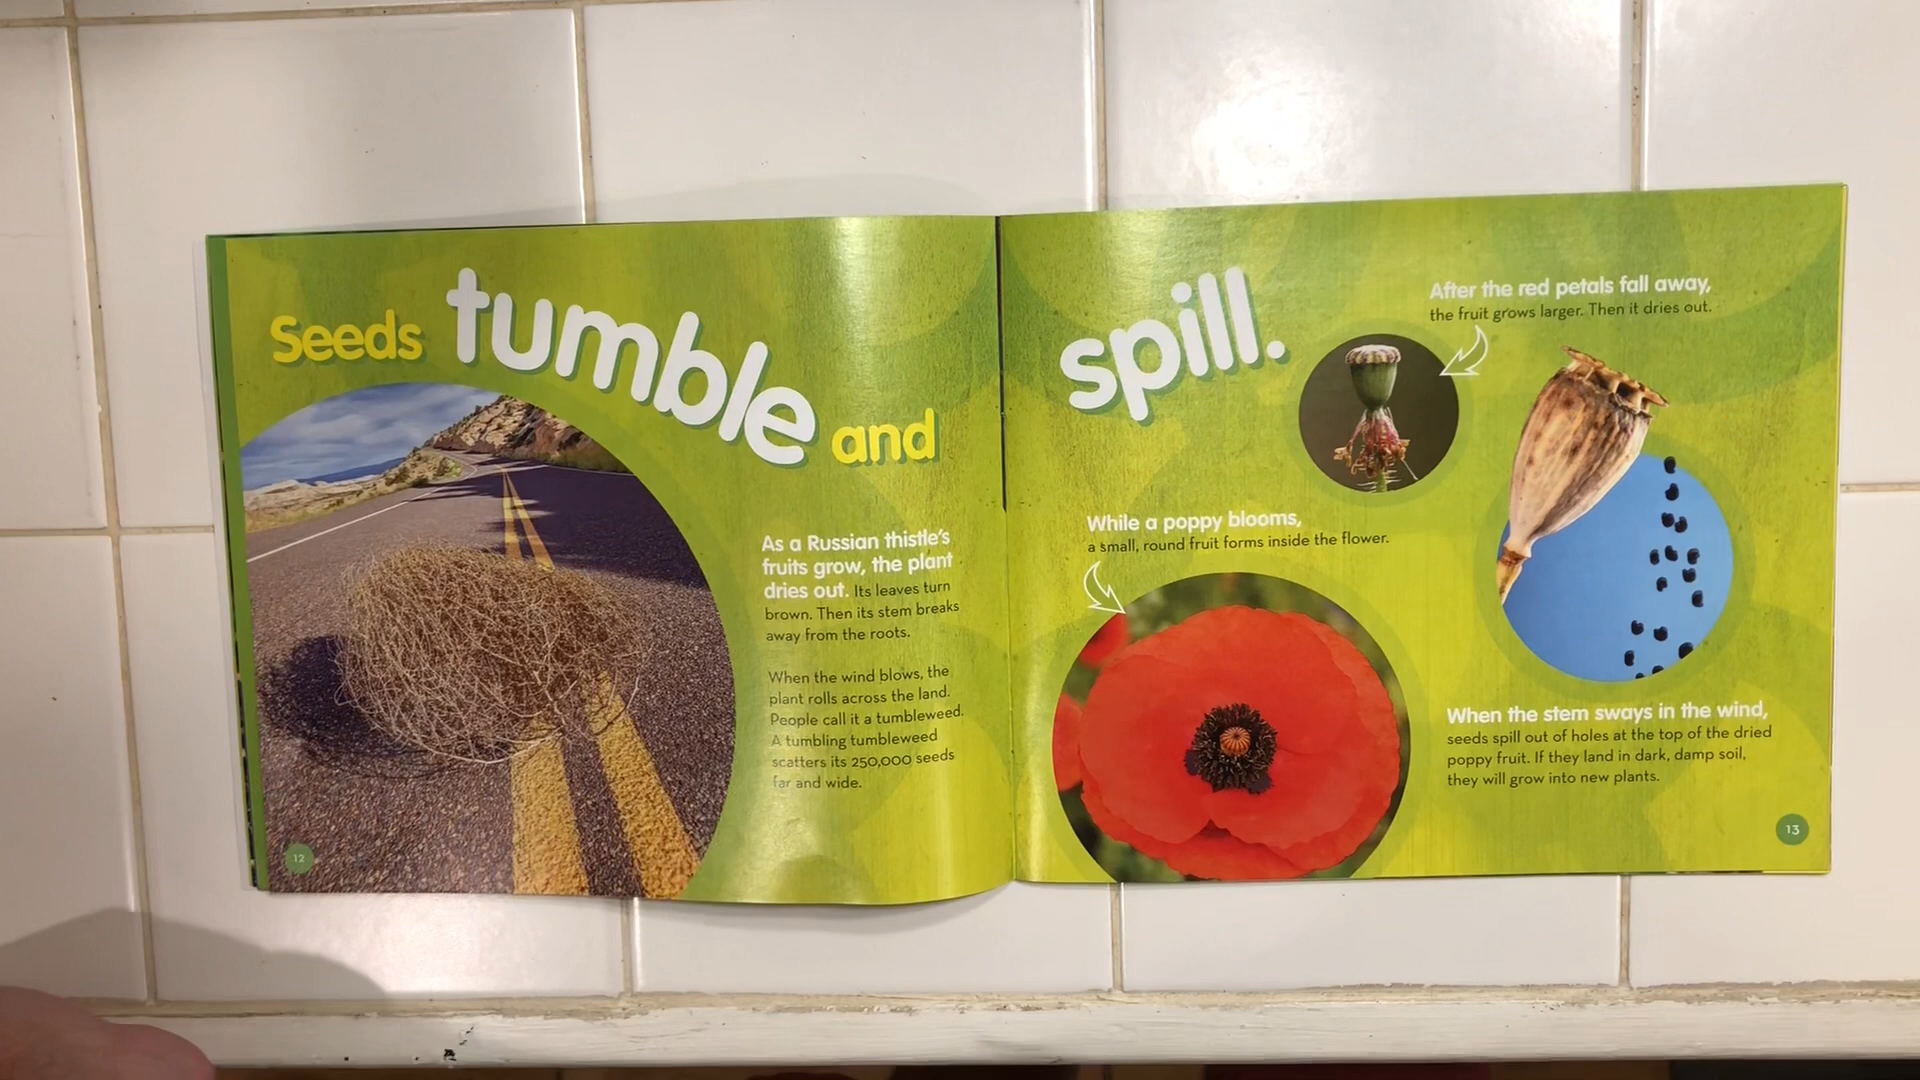 Seeds tumble and
As a Russian thistle's
fruits grow, the plant
dries out. Its leaves turn
brown. Then its stem breaks
away from the roots.
When the wind blows, the
plant rolls across the land.
People call it a tumbleweed.
A tumbling tumbleweed
scatters its 250,000 seeds
far and wide.
12
spill.
After the red petals fall away,
the fruit grows larger. Then it dries out.
While a poppy blooms,
a small, round fruit forms inside the flower.
When the stem sways in the wind,
seeds spill out of holes at the top of the dried
poppy fruit. If they land in dark, damp soil,
they will grow into new plants.
13